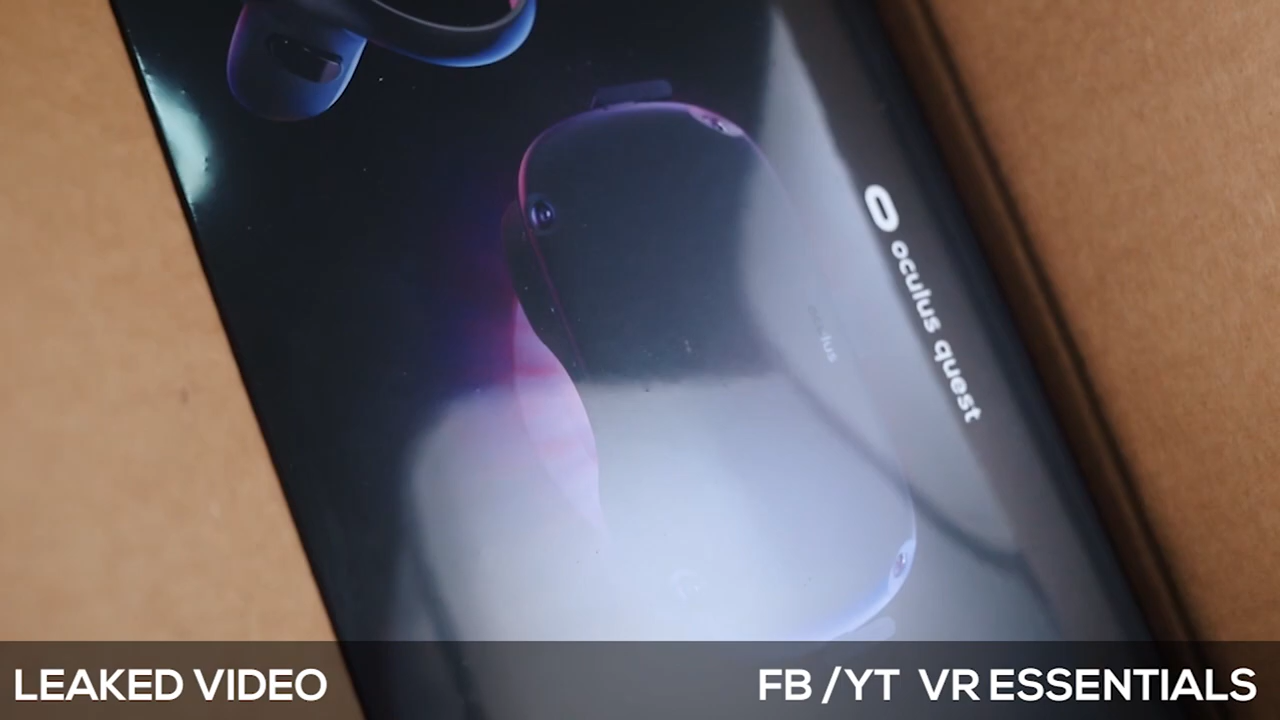 oculus quest
oculus
LEAKED VIDEO
FB / YT VR ESSENTIALS